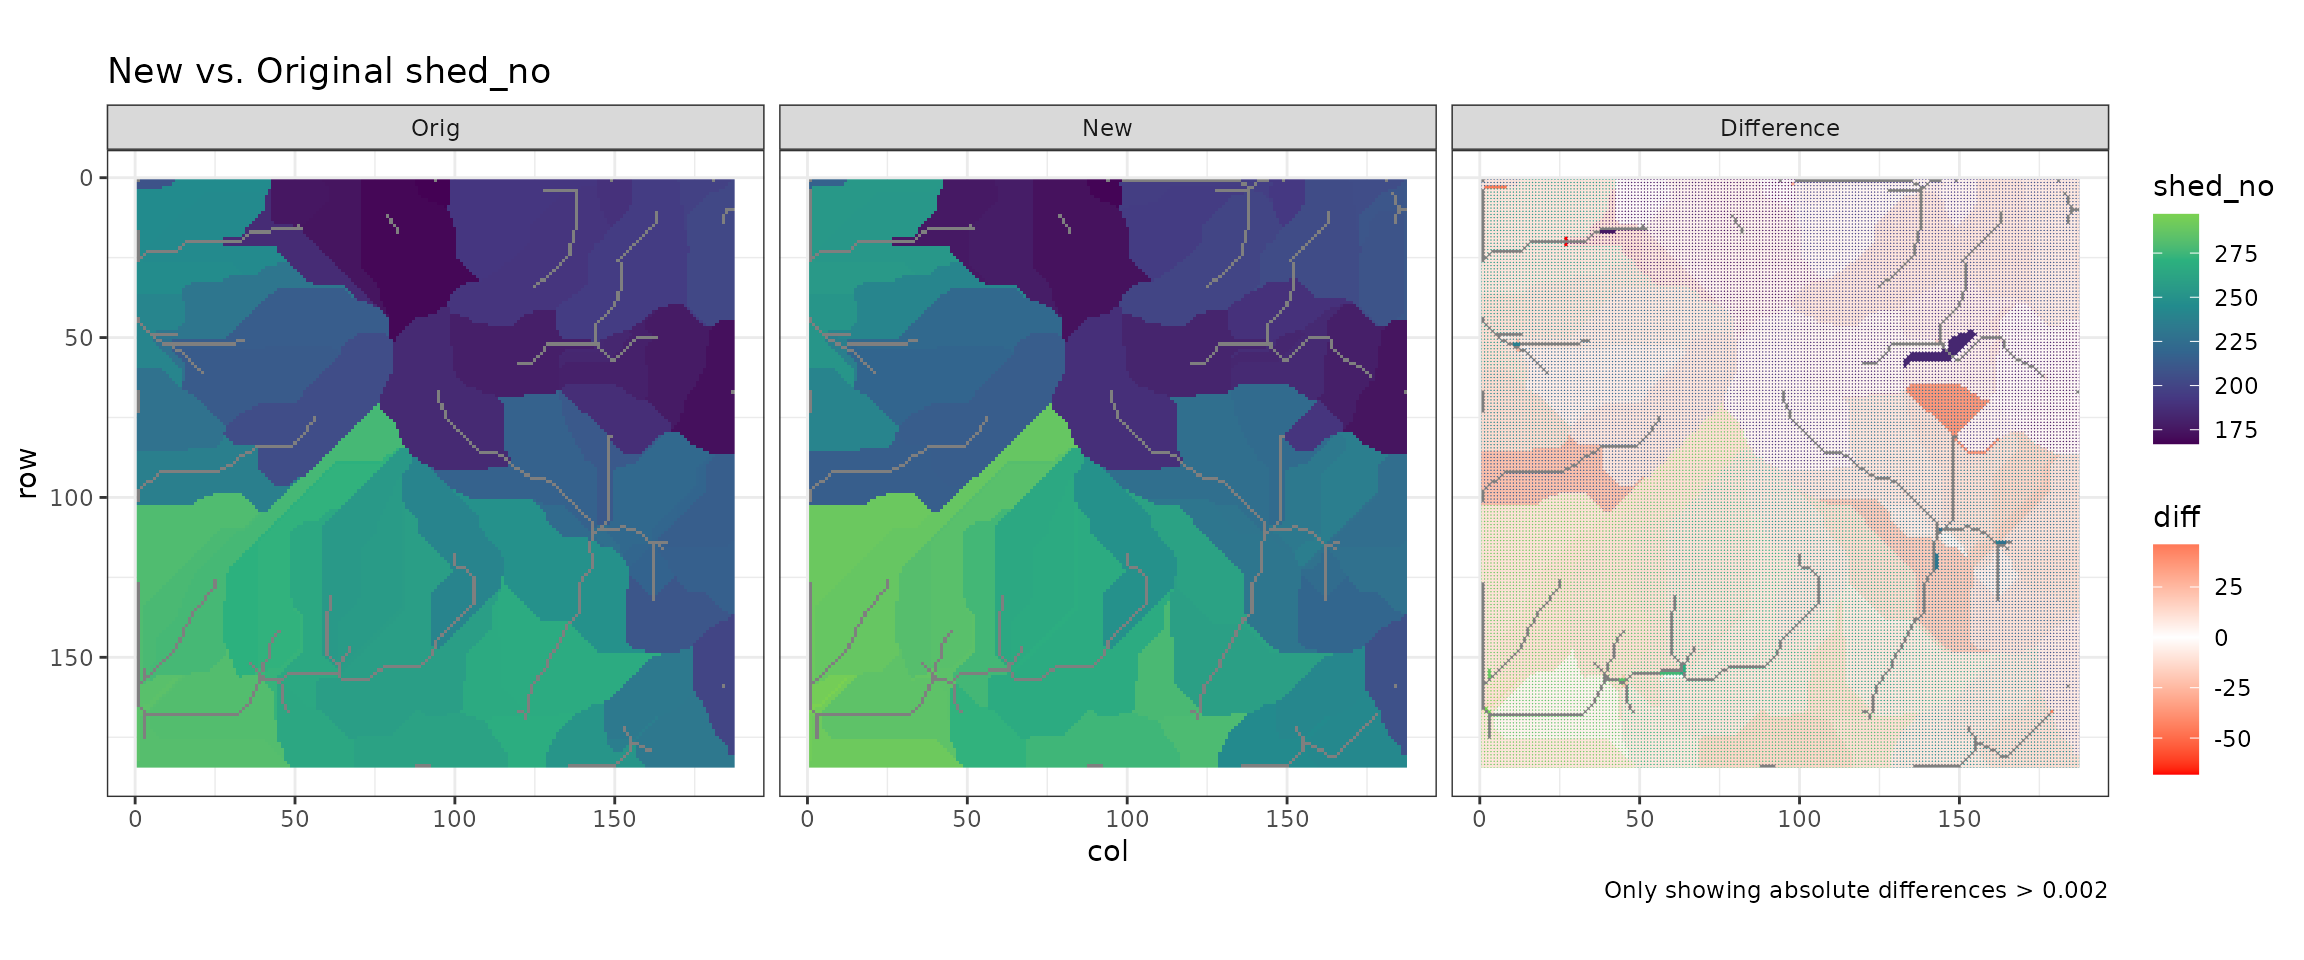 New vs. Original shed_no
Orig
New
Difference
0
50
100
150
row
0
50
100
150
0
50
100
150
0
50
100
150
col
shed_no
275
250
225
200
175
diff
25
0
-25
-50
Only showing absolute differences > 0.002